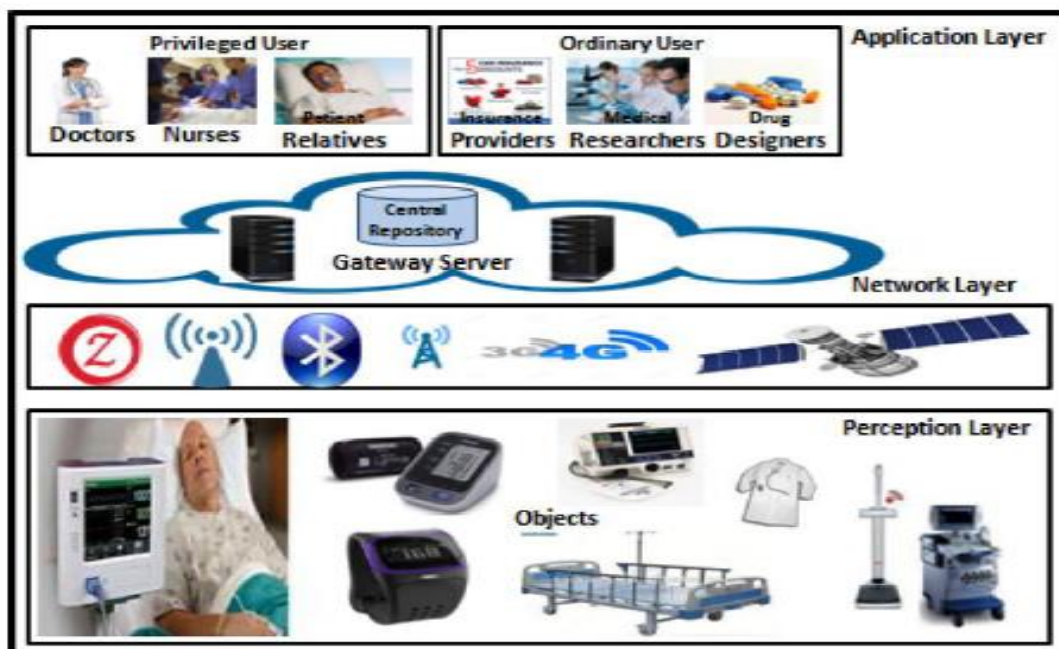 Privileged User
Ordinary User
Application Layer
Doctors
Nurses
Patient
Relatives
Insurance
Providers
Medical
Researchers
Drug
Designers
Central
Repository
Gateway Server
Network Layer
Z
3G 4G
Perception Layer
Objects